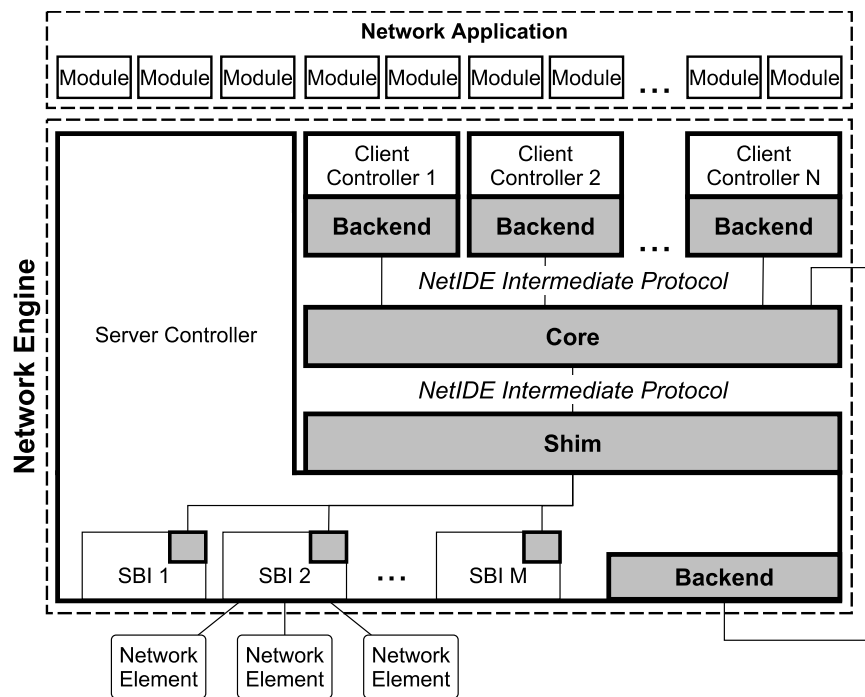 Network Application
Module Module Module Module Module Module Module ... Module Module
Network Engine
Server Controller
Client Controller 1
Client Controller 2
...
Client Controller N
Backend Backend Backend
NetIDE Intermediate Protocol
Core
NetIDE Intermediate Protocol
Shim
SBI 1 SBI 2 ... SBI M
Backend
Network Element
Network Element
Network Element